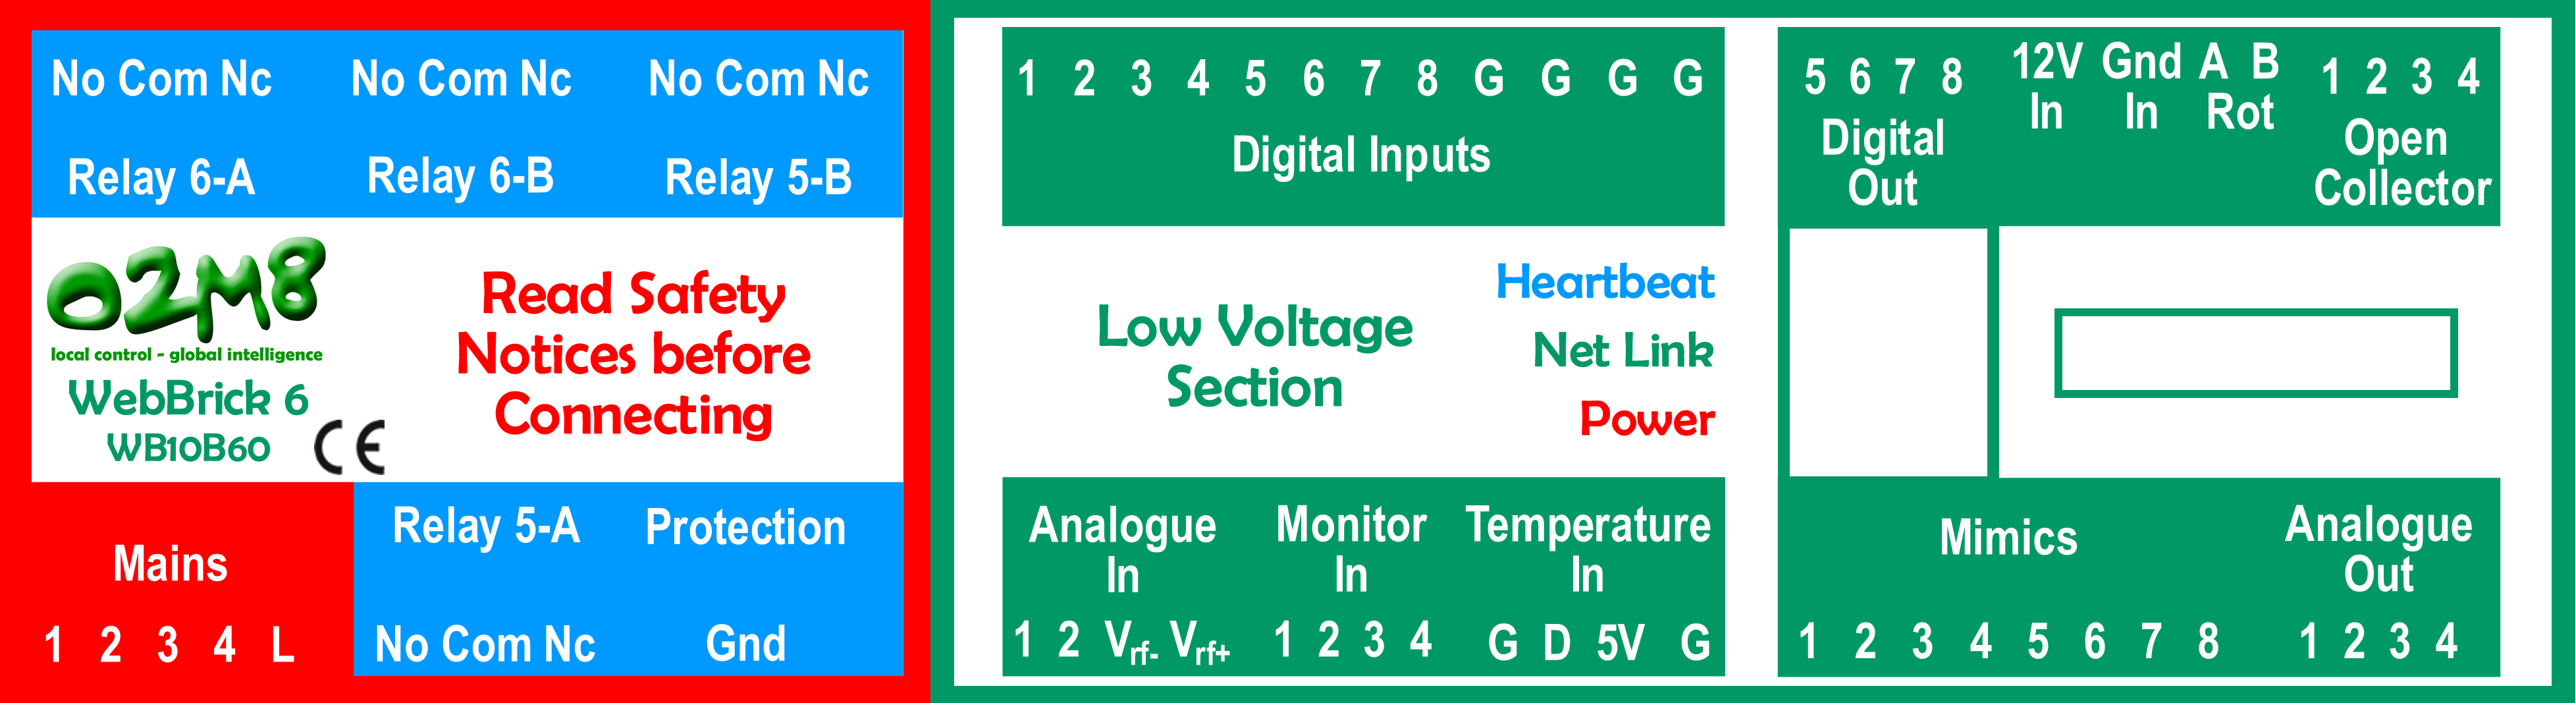 No Com Nc No Com Nc No Com Nc
Relay 6-A Relay 6-B Relay 5-B
O2M8
local control - global intelligence
WebBrick 6
WB10B60
CE
Read Safety
Notices before
Connecting
Mains
1 2 3 4 L
Relay 5-A Protection
No Com Nc Gnd
1 2 3 4 5 6 7 8 G G G G
Digital Inputs
Low Voltage
Section
Heartbeat
Net Link
Power
Analogue
In
1 2 Vrf- Vrf+
Monitor
In
1 2 3 4
Temperature
In
G D 5V G
5 6 7 8
Digital
Out
12V
In
Gnd
In
A B
Rot
1 2 3 4
Open
Collector
Mimics
1 2 3 4 5 6 7 8
Analogue
Out
1 2 3 4